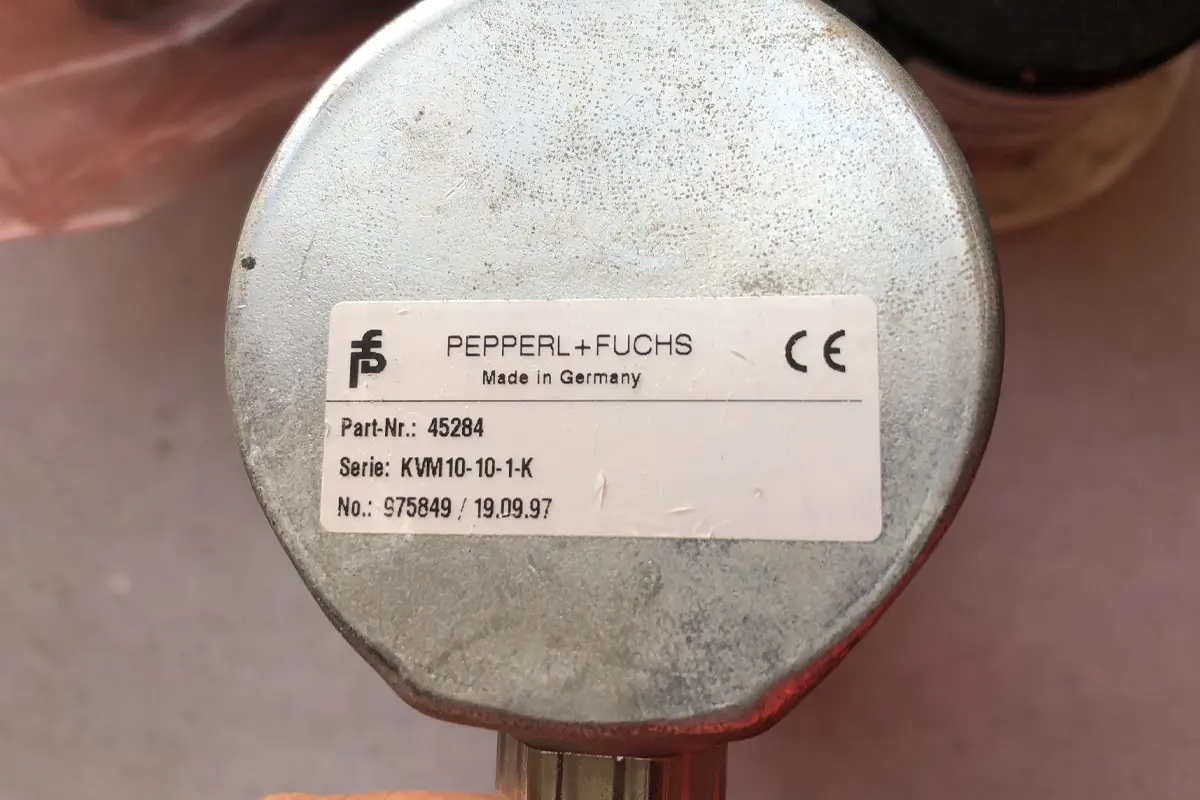 PEPPERL+FUCHS
CE
Made in Germany
Part-Nr.: 45284
Serie: KVM10-10-1-K
No.: 975849 / 19.09.97